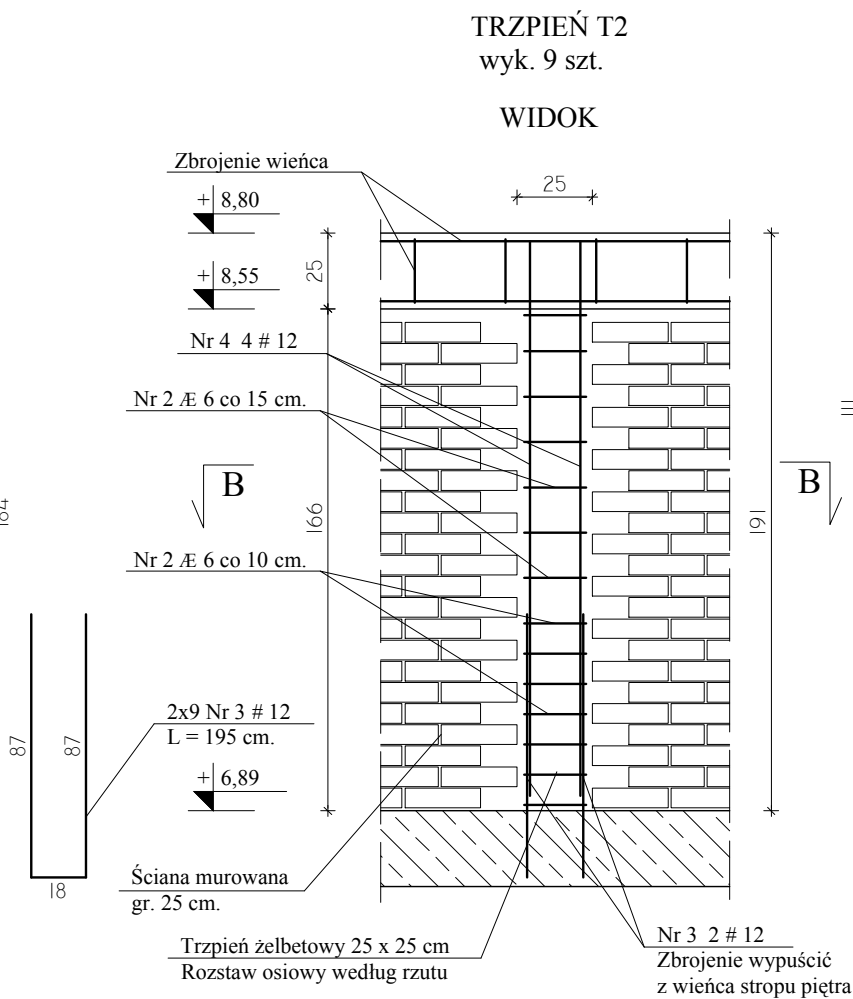 TRZPIEŃ T2
wyk. 9 szt.
WIDOK
Zbrojenie wieńca
25
+ 8,80
+ 8,55
25
Nr 4 4 # 12
Nr 2 Æ 6 co 15 cm.
B
B
184
166
191
Nr 2 Æ 6 co 10 cm.
2x9 Nr 3 # 12
L = 195 cm.
87
87
+ 6,89
18
Ściana murowana
gr. 25 cm.
Trzpień żelbetowy 25 x 25 cm
Rozstaw osiowy według rzutu
Nr 3 2 # 12
Zbrojenie wypuścić
z wieńca stropu piętra